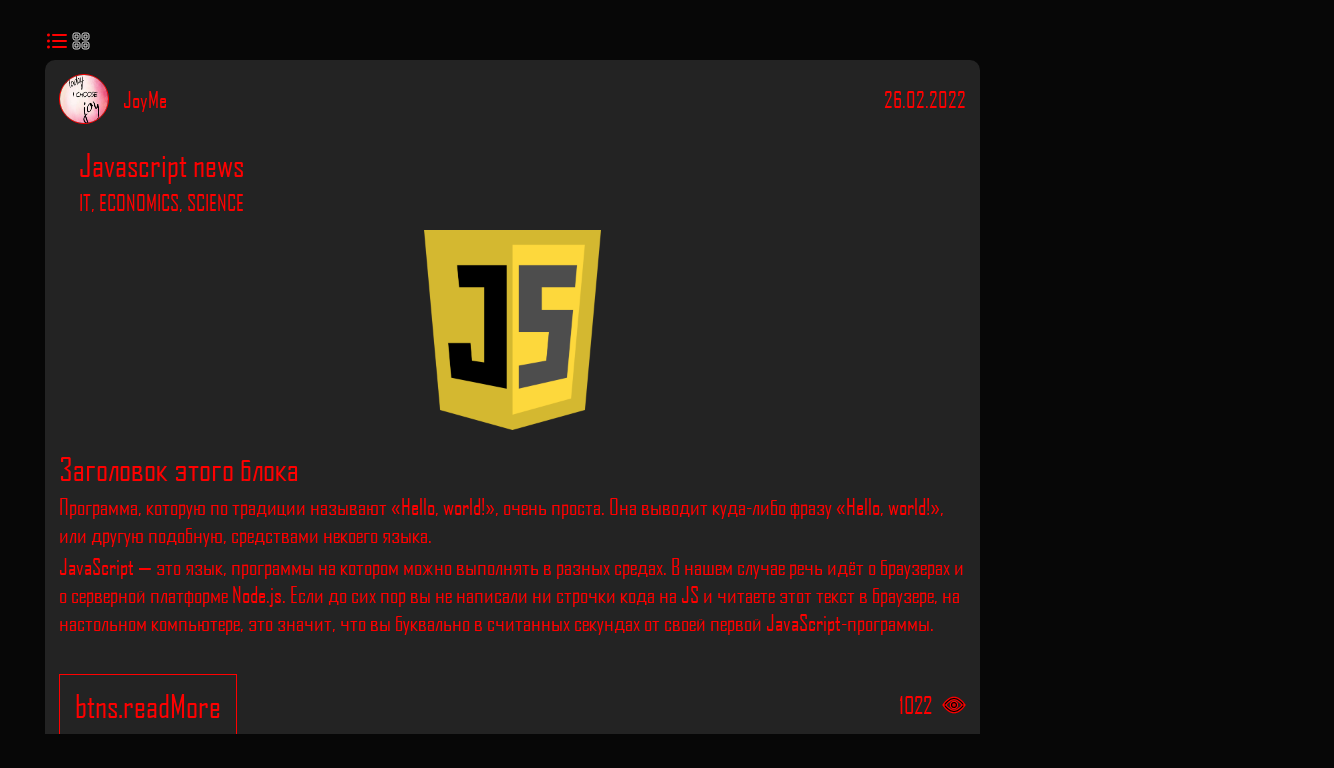 today
I CHOOSE
joy
JoyMe
26.02.2022
Javascript news
IT, ECONOMICS, SCIENCE
JS
Заголовок этого блока
Программа, которую по традиции называют «Hello, world!», очень проста. Она выводит куда-либо фразу «Hello, world!»,
или другую подобную, средствами некоего языка.
JavaScript — это язык, программы на котором можно выполнять в разных средах. В нашем случае речь идёт о браузерах и
о серверной платформе Node.js. Если до сих пор вы не написали ни строчки кода на JS и читаете этот текст в браузере, на
настольном компьютере, это значит, что вы буквально в считанных секундах от своей первой JavaScript-программы.
btns.readMore
1022